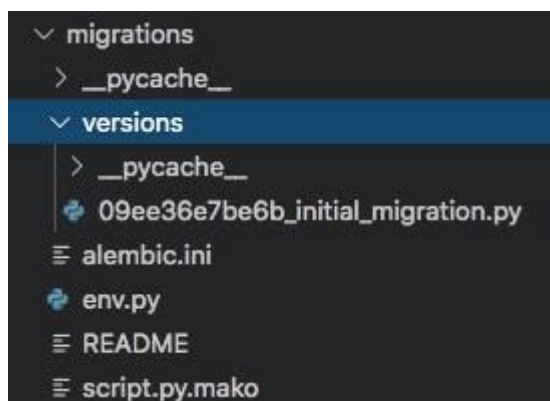 migrations
__pycache__
versions
__pycache__
09ee36e7be6b_initial_migration.py
alembic.ini
env.py
README
script.py.mako